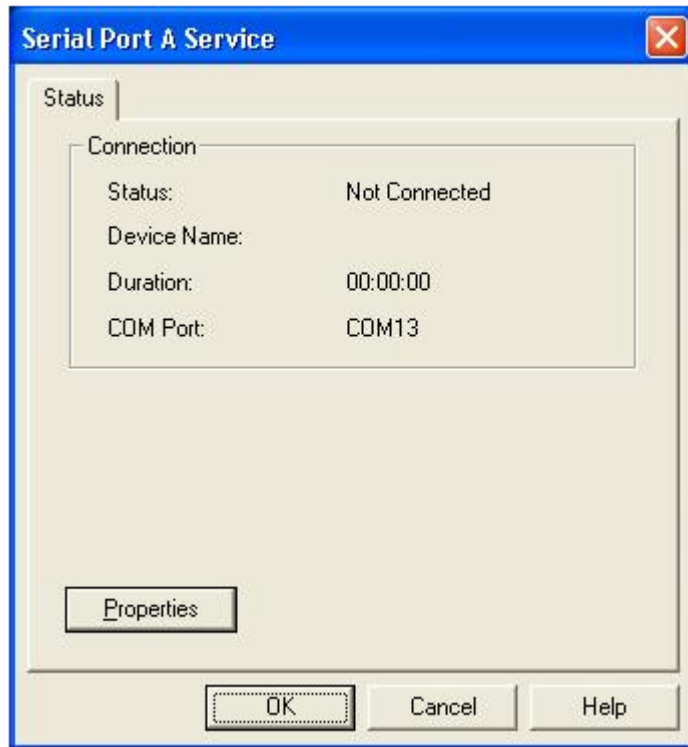 Serial Port A Service
Status
Connection
Status: Not Connected
Device Name:
Duration: 00:00:00
COM Port: COM13
Properties
OK Cancel Help